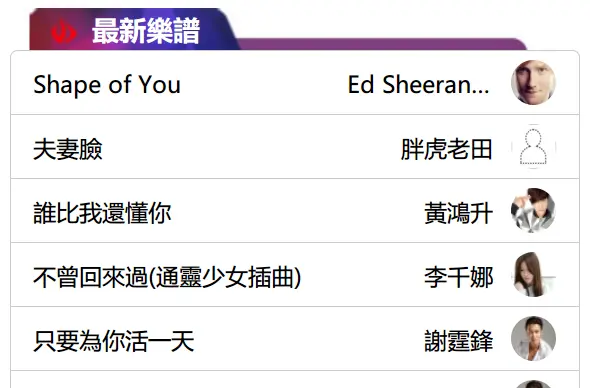 最新樂譜
Shape of You Ed Sheeran...
夫妻臉 胖虎老田
誰比我還懂你 黃鴻升
不曾回來過(通靈少女插曲) 李千娜
只要為你活一天 謝霆鋒